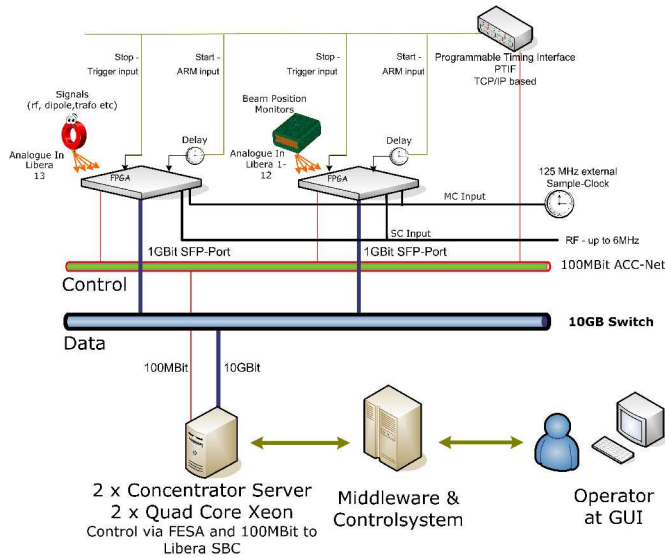 Stop -
Trigger input
Start -
ARM input
Stop -
Trigger input
Start -
ARM input
Programmable Timing Interface
PTIF
TCP/IP based
Signals
(rf, dipole,trafo etc)
Beam Position
Monitors
Delay
Delay
Analogue In
Libera
13
Analogue In
Libera 1-
12
FPGA
FPGA
125 MHz external
Sample-Clock
MC Input
SC Input
RF - up to 6MHz
1GBit SFP-Port
1GBit SFP-Port
100MBit ACC-Net
Control
10GB Switch
Data
100MBit
10GBit
2 x Concentrator Server
2 x Quad Core Xeon
Control via FESA and 100MBit to
Libera SBC
Middleware &
Controlsystem
Operator
at GUI